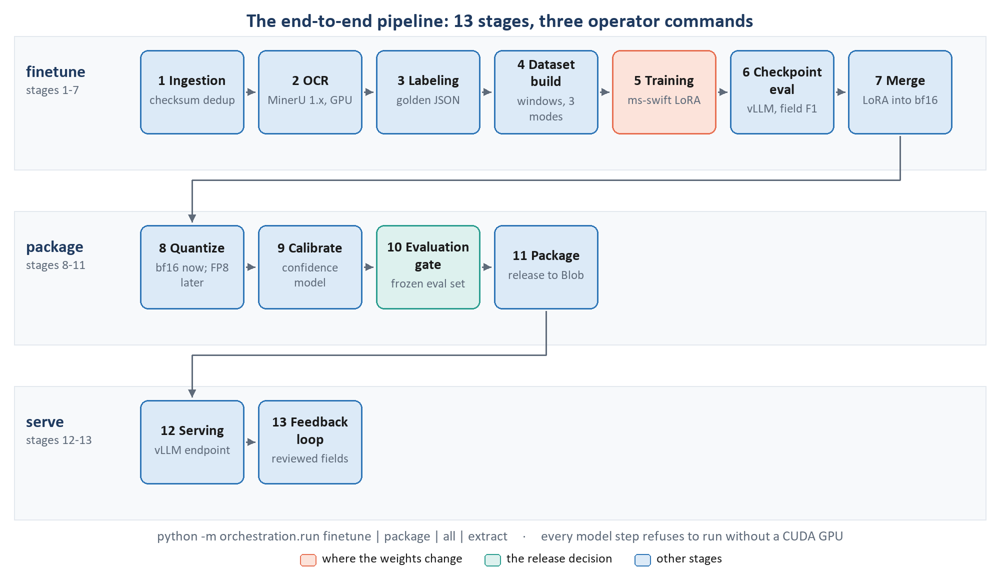 The end-to-end pipeline: 13 stages, three operator commands
finetune
stages 1-7
1 Ingestion
checksum dedup
2 OCR
MinerU 1.x, GPU
3 Labeling
golden JSON
4 Dataset
build
windows, 3
modes
5 Training
ms-swift LoRA
6 Checkpoint
eval
vLLM, field F1
7 Merge
LoRA into bf16
package
stages 8-11
8 Quantize
bf16 now; FP8
later
9 Calibrate
confidence
model
10 Evaluation
gate
frozen eval set
11 Package
release to Blob
serve
stages 12-13
12 Serving
vLLM endpoint
13 Feedback
loop
reviewed fields
python -m orchestration.run finetune | package | all | extract · every model step refuses to run without a CUDA GPU
where the weights change
the release decision
other stages